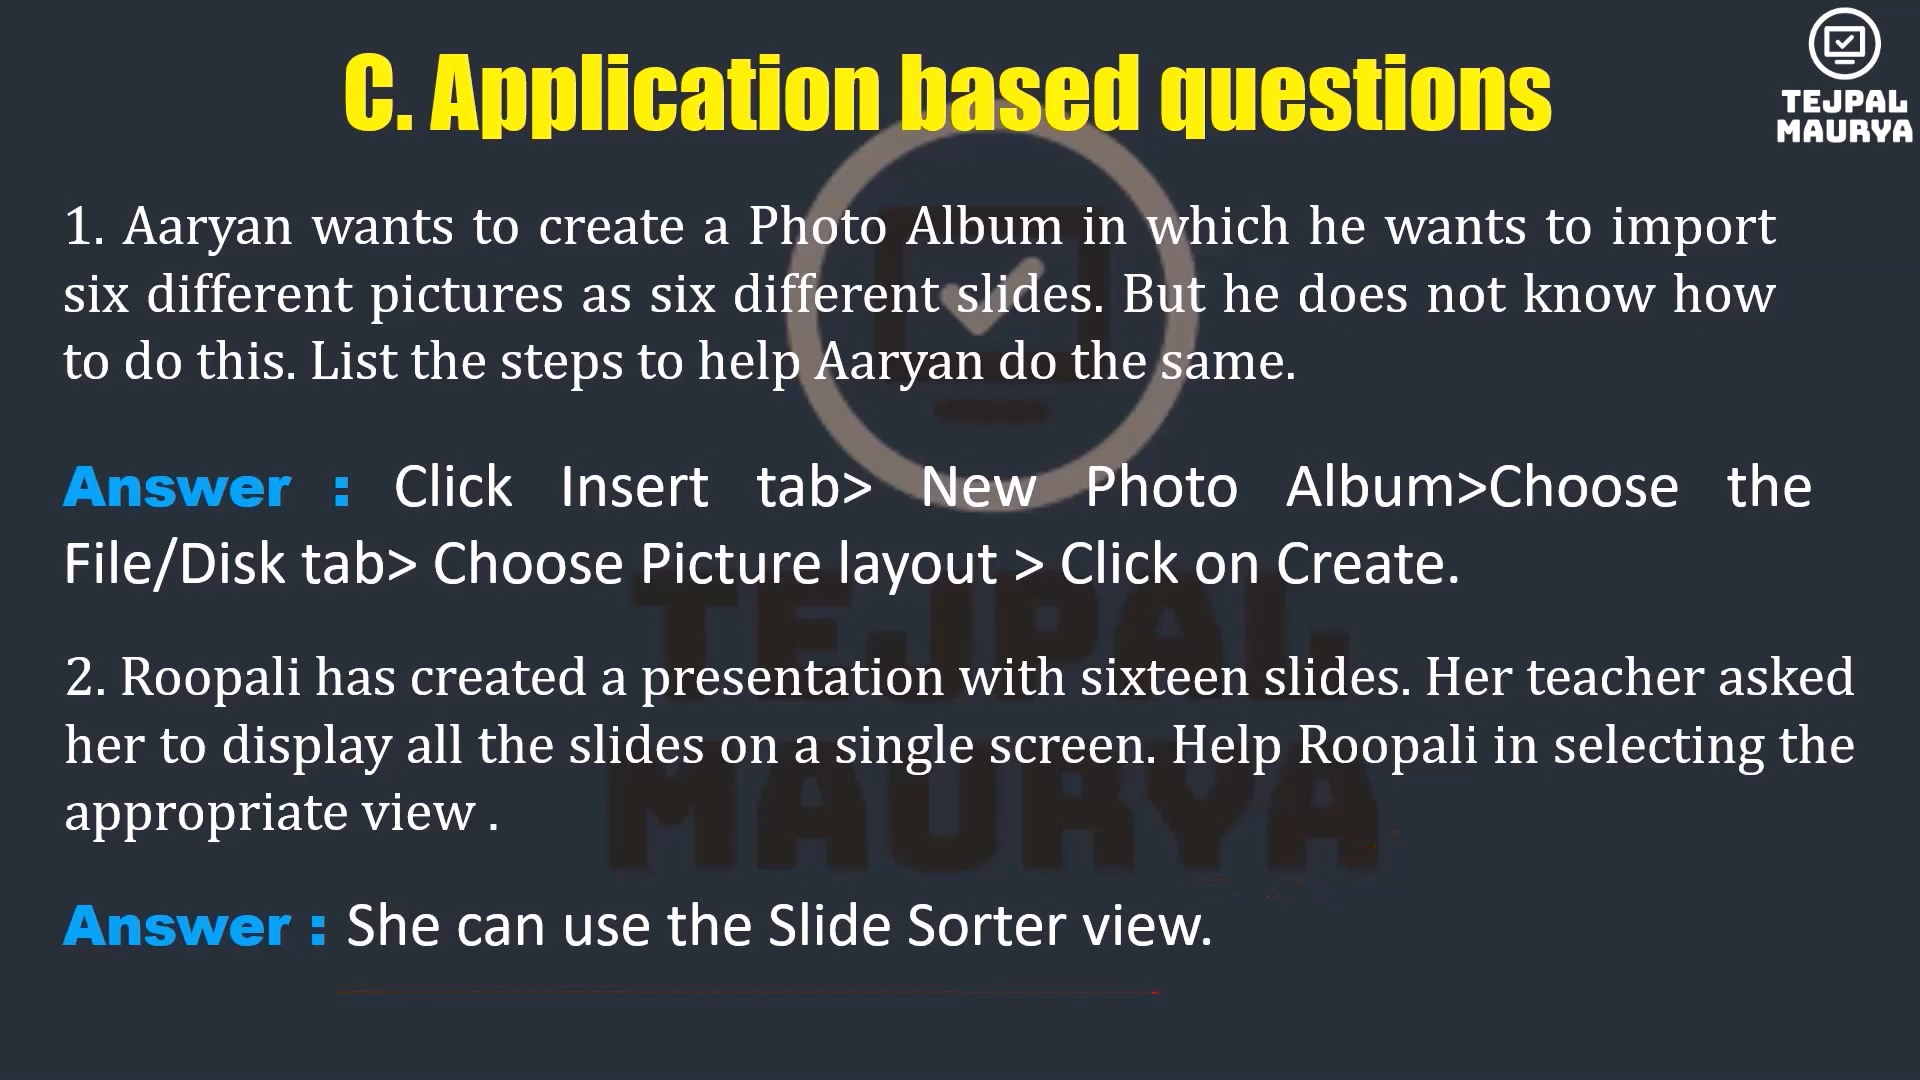 C. Application based questions
TEJPAL
MAURYA
1. Aaryan wants to create a Photo Album in which he wants to import
six different pictures as six different slides. But he does not know how
to do this. List the steps to help Aaryan do the same.
Answer : Click Insert tab> New Photo Album>Choose the
File/Disk tab> Choose Picture layout > Click on Create.
TEJPAL
2. Roopali has created a presentation with sixteen slides. Her teacher asked
her to display all the slides on a single screen. Help Roopali in selecting the
appropriate view .
MAURYA
Answer : She can use the Slide Sorter view.